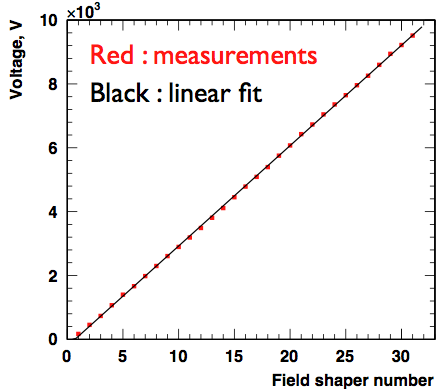 ×10³
10
Voltage, V
Red : measurements
Black : linear fit
8
6
4
2
0
0 5 10 15 20 25 30
Field shaper number